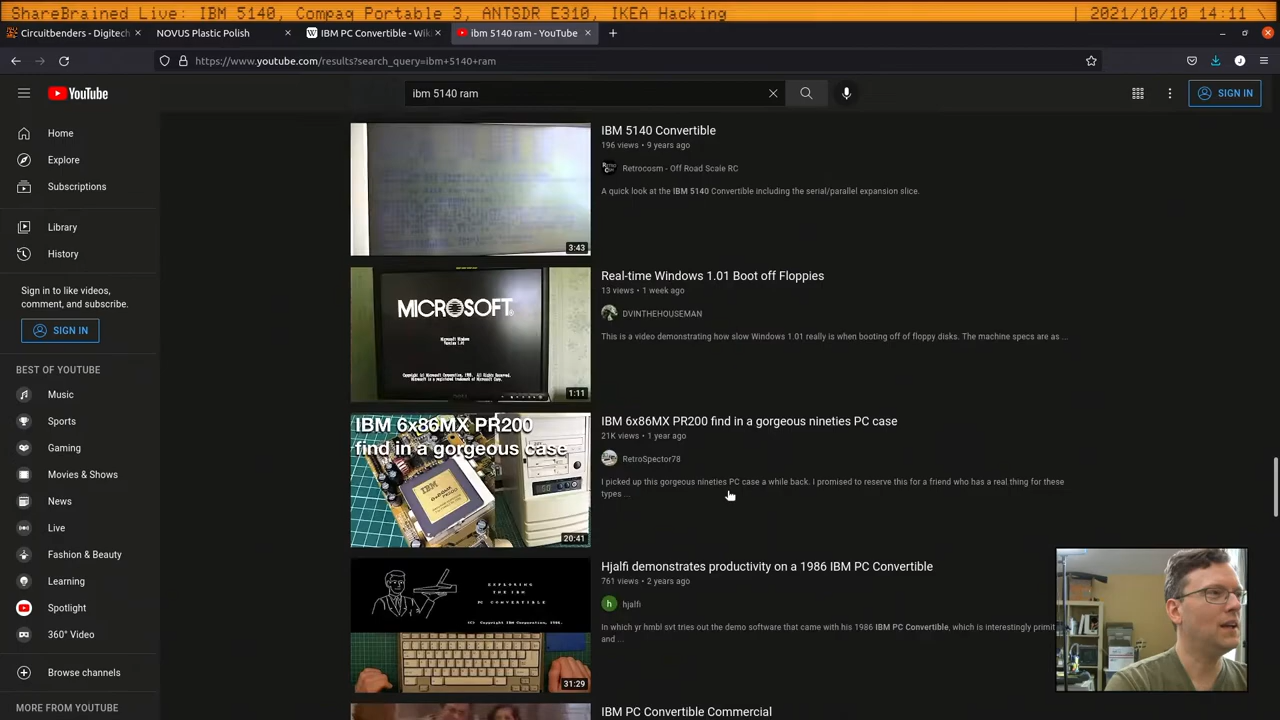 ShareBrained Live: IBM 5140, Compaq Portable 3, ANTSDR E310, IKEA Hacking | 2021/10/10 14:11 \
Circuitbenders - Digitech
NOVUS Plastic Polish
IBM PC Convertible - Wiki
ibm 5140 ram - YouTube
https://www.youtube.com/results?search_query=ibm+5140+ram
YouTube
ibm 5140 ram
SIGN IN
Home
Explore
Subscriptions
Library
History
Sign in to like videos,
comment, and subscribe.
SIGN IN
BEST OF YOUTUBE
Music
Sports
Gaming
Movies & Shows
News
Live
Fashion & Beauty
Learning
Spotlight
360° Video
Browse channels
MORE FROM YOUTUBE
3:43
IBM 5140 Convertible
196 views • 9 years ago
Retrocosm - Off Road Scale RC
A quick look at the IBM 5140 Convertible including the serial/parallel expansion slice.
MICROSOFT
Microsoft Windows
Version 1.01
1:11
Real-time Windows 1.01 Boot off Floppies
13 views • 1 week ago
DVINTHEHOUSEMAN
This is a video demonstrating how slow Windows 1.01 really is when booting off of floppy disks. The machine specs are as ...
IBM 6x86MX PR200
find in a gorgeous case
IBM
20:41
IBM 6x86MX PR200 find in a gorgeous nineties PC case
21K views • 1 year ago
RetroSpector78
I picked up this gorgeous nineties PC case a while back. I promised to reserve this for a friend who has a real thing for these
types ...
EXPLORING
THE IBM
PC CONVERTIBLE
31:29
Hjalfi demonstrates productivity on a 1986 IBM PC Convertible
761 views • 2 years ago
h
hjalfi
In which yr hmbl svt tries out the demo software that came with his 1986 IBM PC Convertible, which is interestingly primit
and ...
IBM PC Convertible Commercial